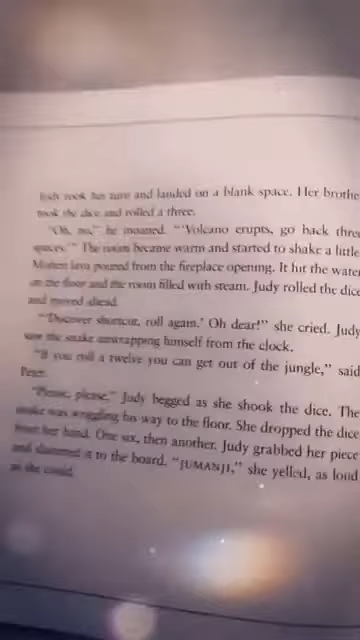 Judy took her turn and landed on a blank space. Her brothe
took the dice and rolled a three.
"Oh, no," he moaned. "'Volcano erupts, go back three
spaces.'" The room became warm and started to shake a little
Molten lava poured from the fireplace opening. It hit the water
on the floor and the room filled with steam. Judy rolled the dice
and moved ahead.
"'Discover shortcut, roll again.' Oh dear!" she cried. Judy
saw the snake unwrapping himself from the clock.
"If you roll a twelve you can get out of the jungle," said
Peter.
"Please, please," Judy begged as she shook the dice. The
snake was wriggling his way to the floor. She dropped the dice
from her hand. One six, then another. Judy grabbed her piece
and slammed it to the board. "JUMANJI," she yelled, as loud
as she could.